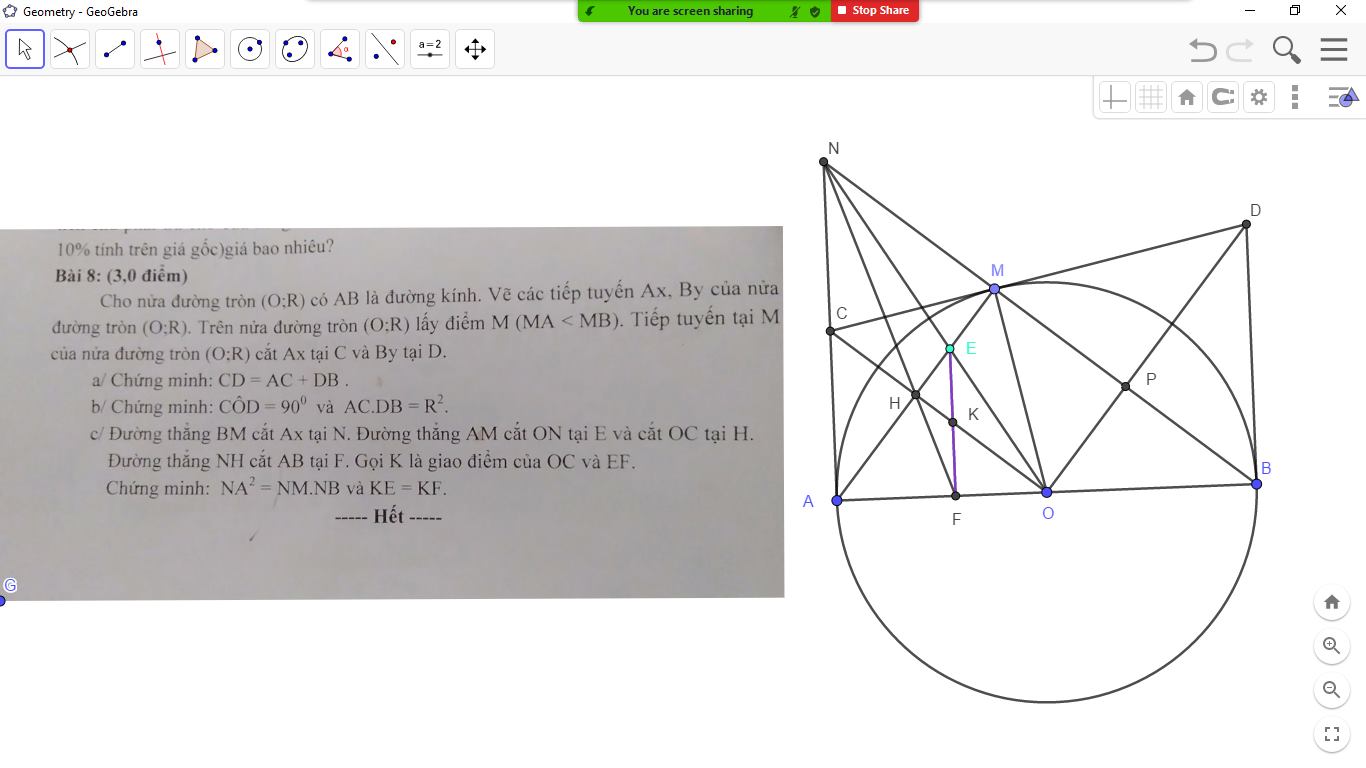 Geometry - GeoGebra
You are screen sharing
Stop Share
α
a=2
10% tính trên giá gốc)giá bao nhiêu?
Bài 8: (3,0 điểm)
Cho nửa đường tròn (O;R) có AB là đường kính. Vẽ các tiếp tuyến Ax, By của nửa
đường tròn (O;R). Trên nửa đường tròn (O;R) lấy điểm M (MA < MB). Tiếp tuyến tại M
của nửa đường tròn (O;R) cắt Ax tại C và By tại D.
a/ Chứng minh: CD = AC + DB .
b/ Chứng minh: CÔD = 90⁰ và AC.DB = R².
c/ Đường thẳng BM cắt Ax tại N. Đường thẳng AM cắt ON tại E và cắt OC tại H.
Đường thẳng NH cắt AB tại F. Gọi K là giao điểm của OC và EF.
Chứng minh: NA² = NM.NB và KE = KF.
----- Hết -----
G
N
D
M
C
E
P
H
K
B
A
F
O